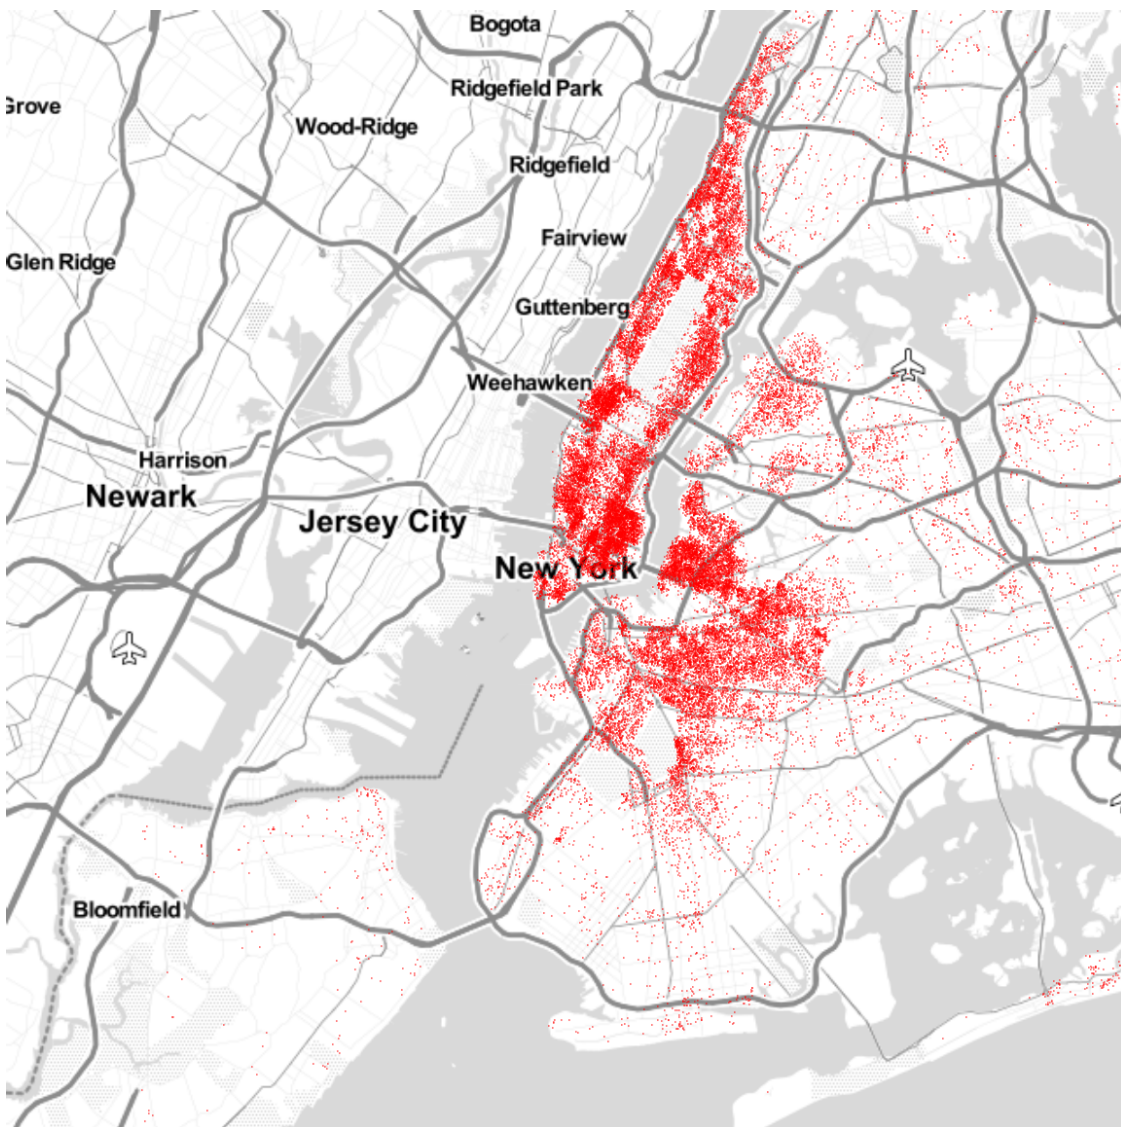 Bogota
Ridgefield Park
Grove
Wood-Ridge
Ridgefield
Fairview
Glen Ridge
Guttenberg
Weehawken
Harrison
Newark
Jersey City
New York
Bloomfield